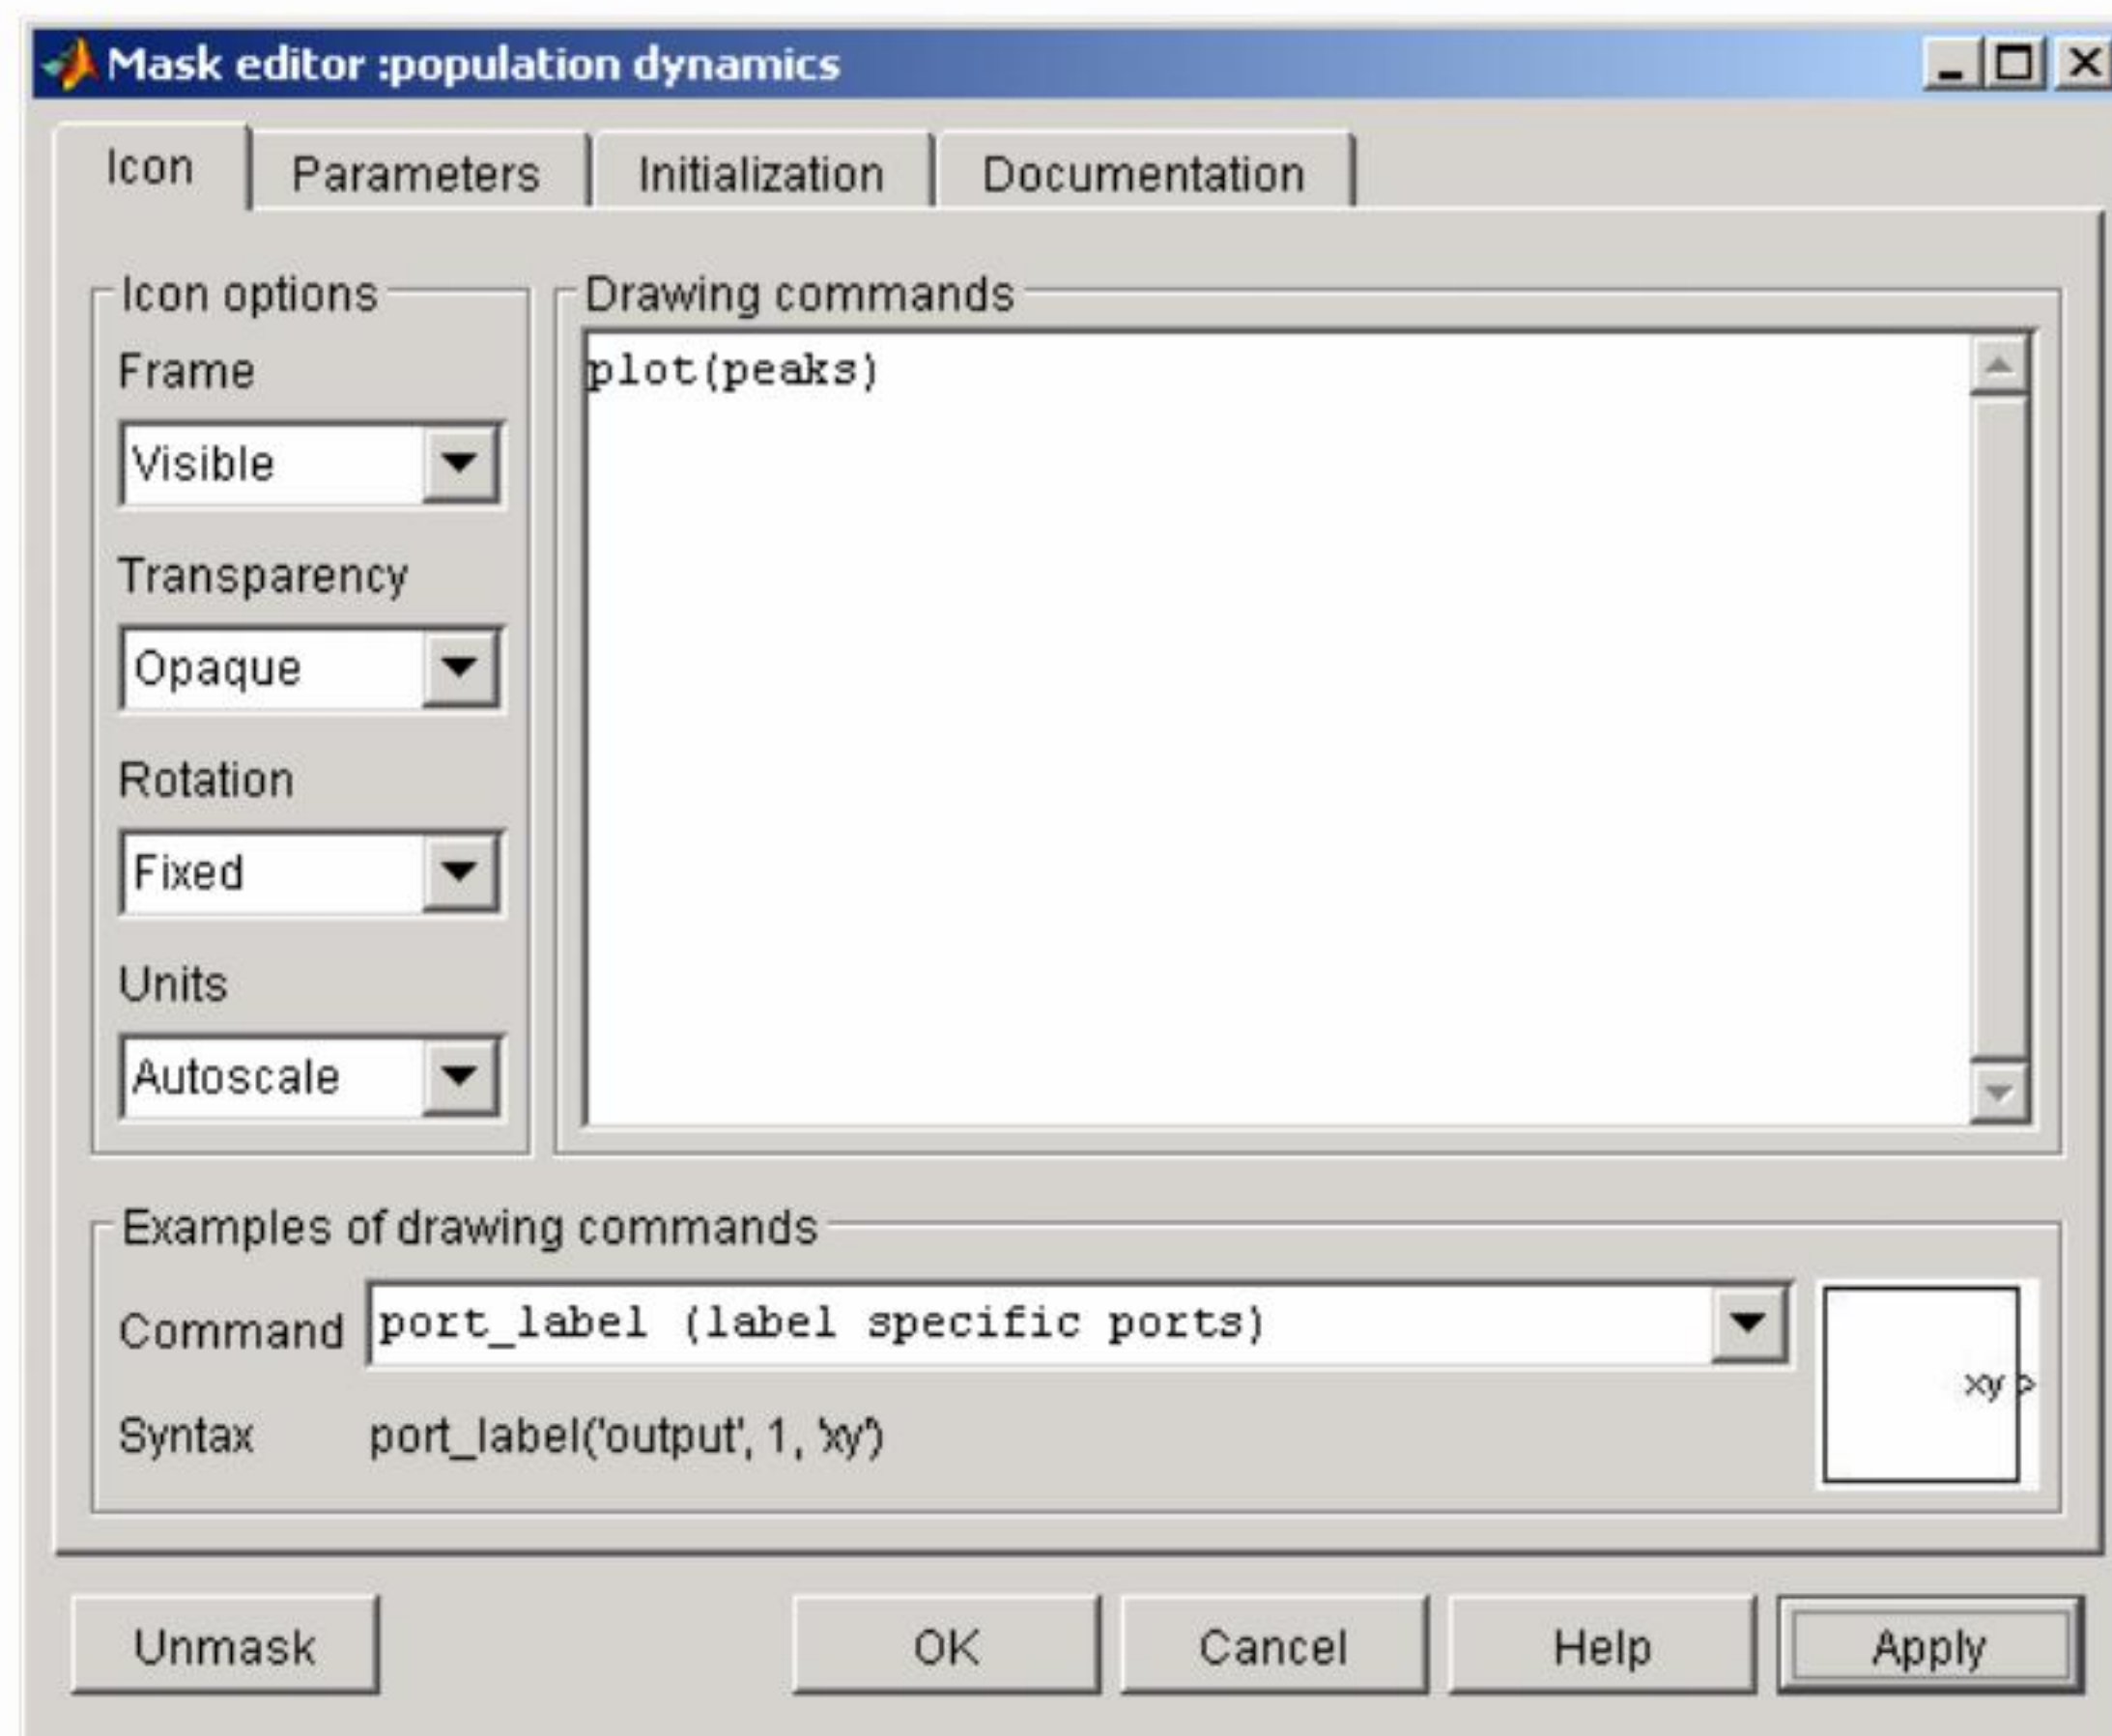 Mask editor :population dynamics
Icon
Parameters
Initialization
Documentation
Icon options
Frame
Visible
Transparency
Opaque
Rotation
Fixed
Units
Autoscale
Drawing commands
plot(peaks)
Examples of drawing commands
Command port_label (label specific ports)
Syntax port_label('output', 1, 'xy')
xy >
Unmask
OK
Cancel
Help
Apply